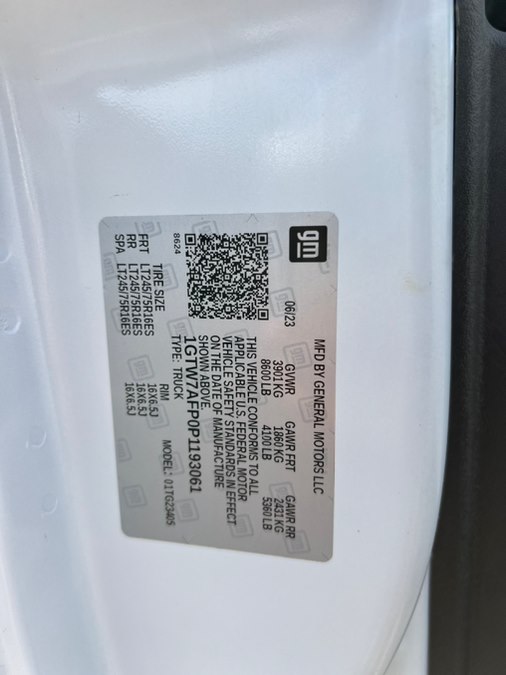 gm
MFD BY GENERAL MOTORS LLC
06/23 GVWR GAWR FRT GAWR RR
3901 KG 1860 KG 2431 KG
8600 LB 4100 LB 5360 LB
THIS VEHICLE CONFORMS TO ALL
APPLICABLE U.S. FEDERAL MOTOR
VEHICLE SAFETY STANDARDS IN EFFECT
ON THE DATE OF MANUFACTURE
SHOWN ABOVE.
1GTW7AFP0P1193061
8624 TYPE: TRUCK MODEL: 01TG23405
TIRE SIZE RIM
FRT LT245/75R16ES 16X6.5J
RR LT245/75R16ES 16X6.5J
SPA LT245/75R16ES 16X6.5J